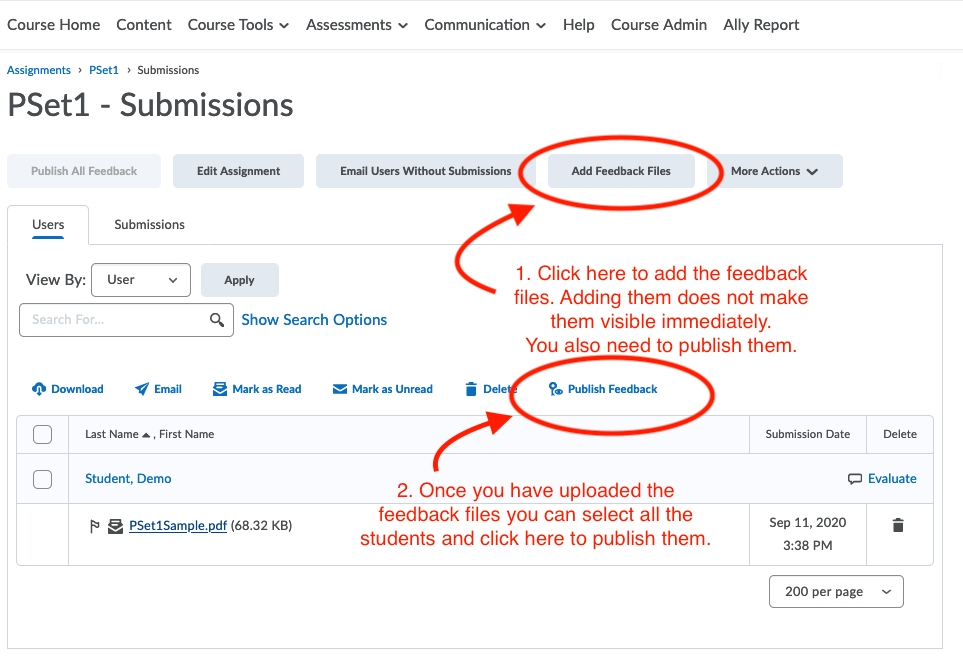 Course Home Content Course Tools Assessments Communication Help Course Admin Ally Report
Assignments › PSet1 › Submissions
PSet1 - Submissions
Publish All Feedback Edit Assignment Email Users Without Submissions Add Feedback Files More Actions
Users Submissions
View By: User Apply
Search For... Show Search Options
1. Click here to add the feedback
files. Adding them does not make
them visible immediately.
You also need to publish them.
Download Email Mark as Read Mark as Unread Delete Publish Feedback
Last Name , First Name Submission Date Delete
Student, Demo Evaluate
2. Once you have uploaded the
feedback files you can select all the
students and click here to publish them.
PSet1Sample.pdf (68.32 KB) Sep 11, 2020
3:38 PM
200 per page